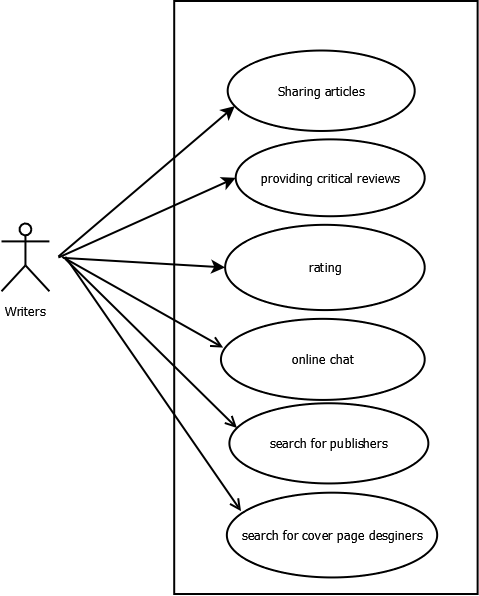 Sharing articles
providing critical reviews
rating
Writers
online chat
search for publishers
search for cover page desginers